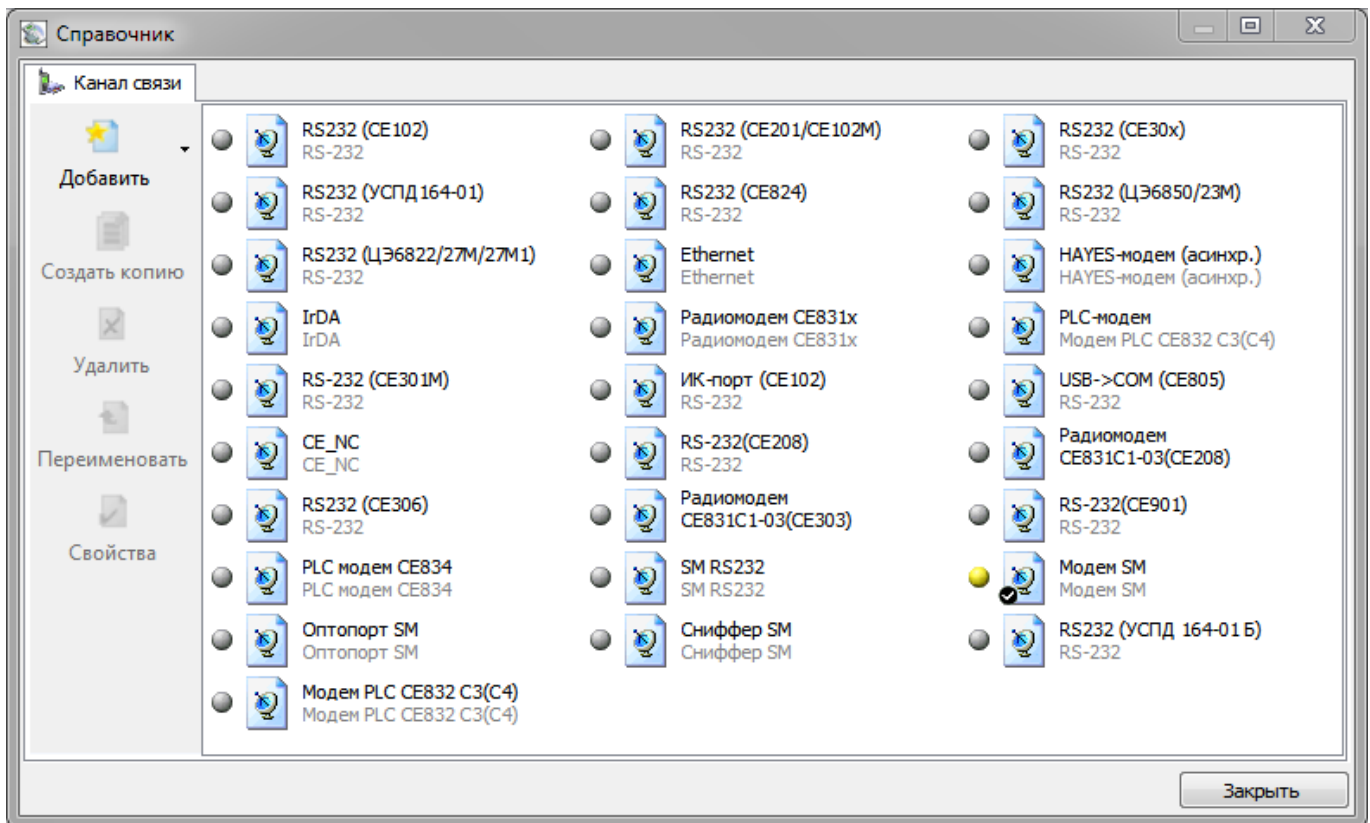 Справочник
Канал связи
Добавить
Создать копию
Удалить
Переименовать
Свойства
RS232 (CE102)
RS-232
RS232 (CE201/CE102M)
RS-232
RS232 (CE30x)
RS-232
RS232 (УСПД164-01)
RS-232
RS232 (CE824)
RS-232
RS232 (ЦЭ6850/23М)
RS-232
RS232 (ЦЭ6822/27М/27М1)
RS-232
Ethernet
Ethernet
HAYES-модем (асинхр.)
HAYES-модем (асинхр.)
IrDA
IrDA
Радиомодем CE831x
Радиомодем CE831x
PLC-модем
Модем PLC CE832 C3(C4)
RS-232 (CE301M)
RS-232
ИК-порт (CE102)
RS-232
USB->COM (CE805)
RS-232
CE_NC
CE_NC
RS-232(CE208)
RS-232
Радиомодем
CE831C1-03(CE208)
RS232 (CE306)
RS-232
Радиомодем
CE831C1-03(CE303)
RS-232(CE901)
RS-232
PLC модем CE834
PLC модем CE834
SM RS232
SM RS232
Модем SM
Модем SM
Оптопорт SM
Оптопорт SM
Сниффер SM
Сниффер SM
RS232 (УСПД 164-01 Б)
RS-232
Модем PLC CE832 C3(C4)
Модем PLC CE832 C3(C4)
Закрыть